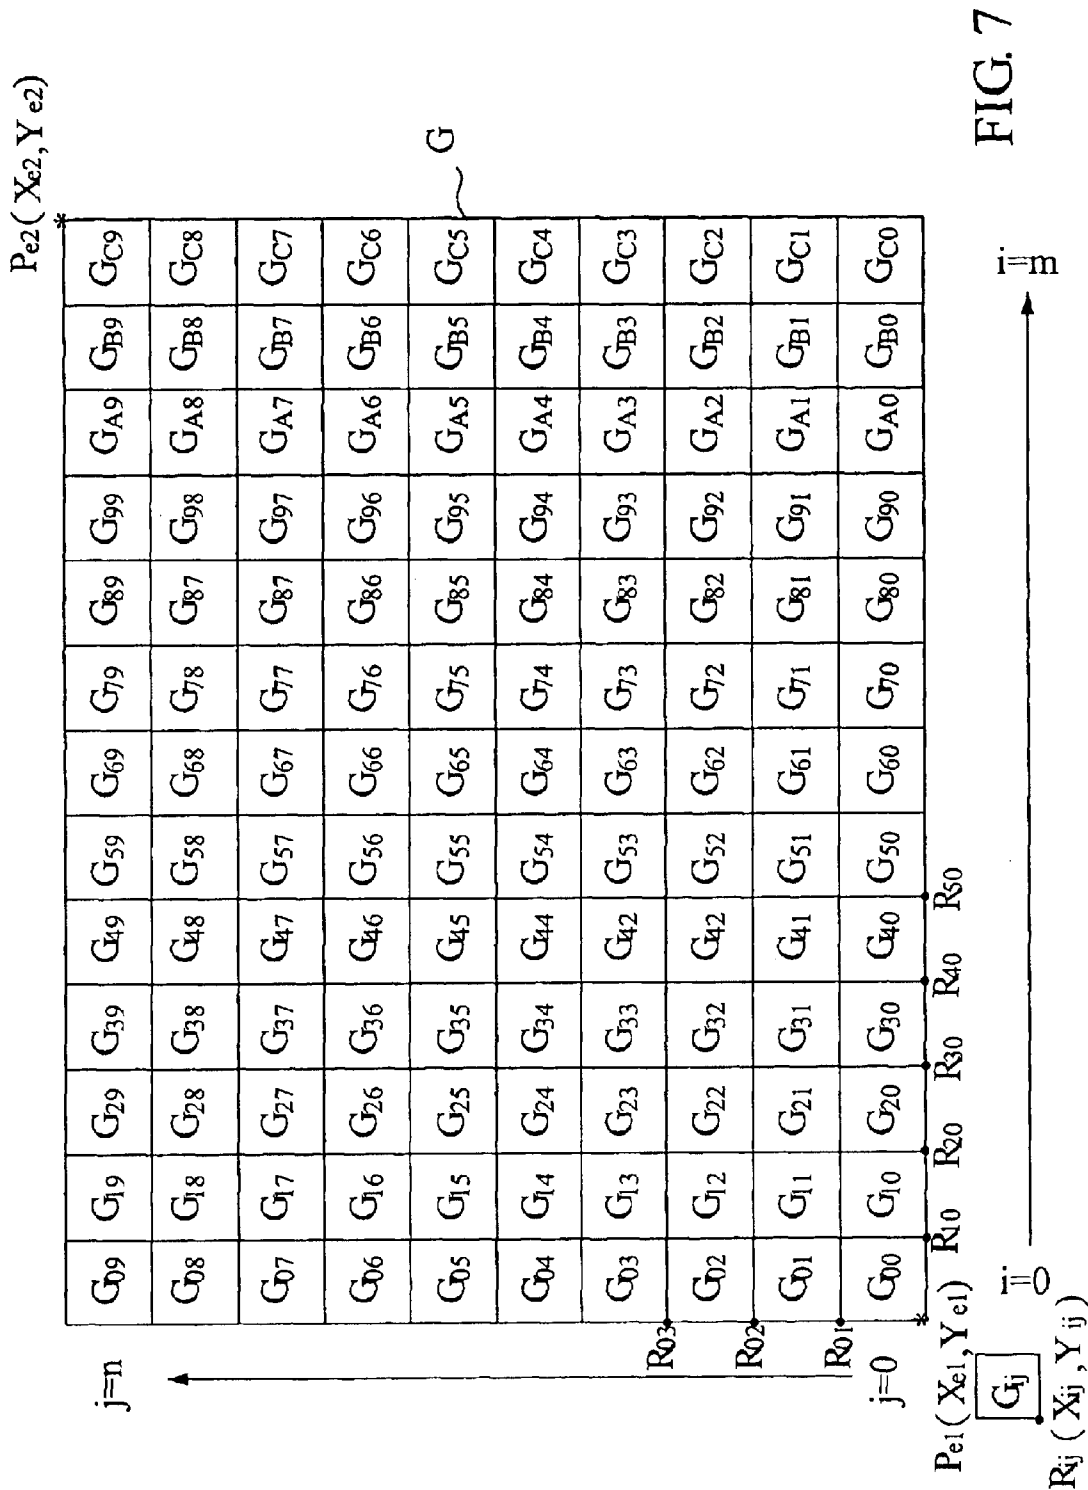 Pe2(Xe2,Ye2)
j=n G09 G19 G29 G39 G49 G59 G69 G79 G89 G99 GA9 GB9 GC9
G08 G18 G28 G38 G48 G58 G68 G78 G87 G98 GA8 GB8 GC8
G07 G17 G27 G37 G47 G57 G67 G77 G87 G97 GA7 GB7 GC7
G06 G16 G26 G36 G46 G56 G66 G76 G86 G96 GA6 GB6 GC6
G
G05 G15 G25 G35 G45 G55 G65 G75 G85 G95 GA5 GB5 GC5
G04 G14 G24 G34 G44 G54 G64 G74 G84 G94 GA4 GB4 GC4
G03 G13 G23 G33 G42 G53 G63 G73 G83 G93 GA3 GB3 GC3
R03
G02 G12 G22 G32 G42 G52 G62 G72 G82 G92 GA2 GB2 GC2
R02
G01 G11 G21 G31 G41 G51 G61 G71 G81 G91 GA1 GB1 GC1
R01
j=0 G00 G10 G20 G30 G40 G50 G60 G70 G80 G90 GA0 GB0 GC0
Pe1(Xe1,Ye1) R10 R20 R30 R40 R50
Gij
i=0 i=m
Rij (Xij,Yij)
FIG. 7